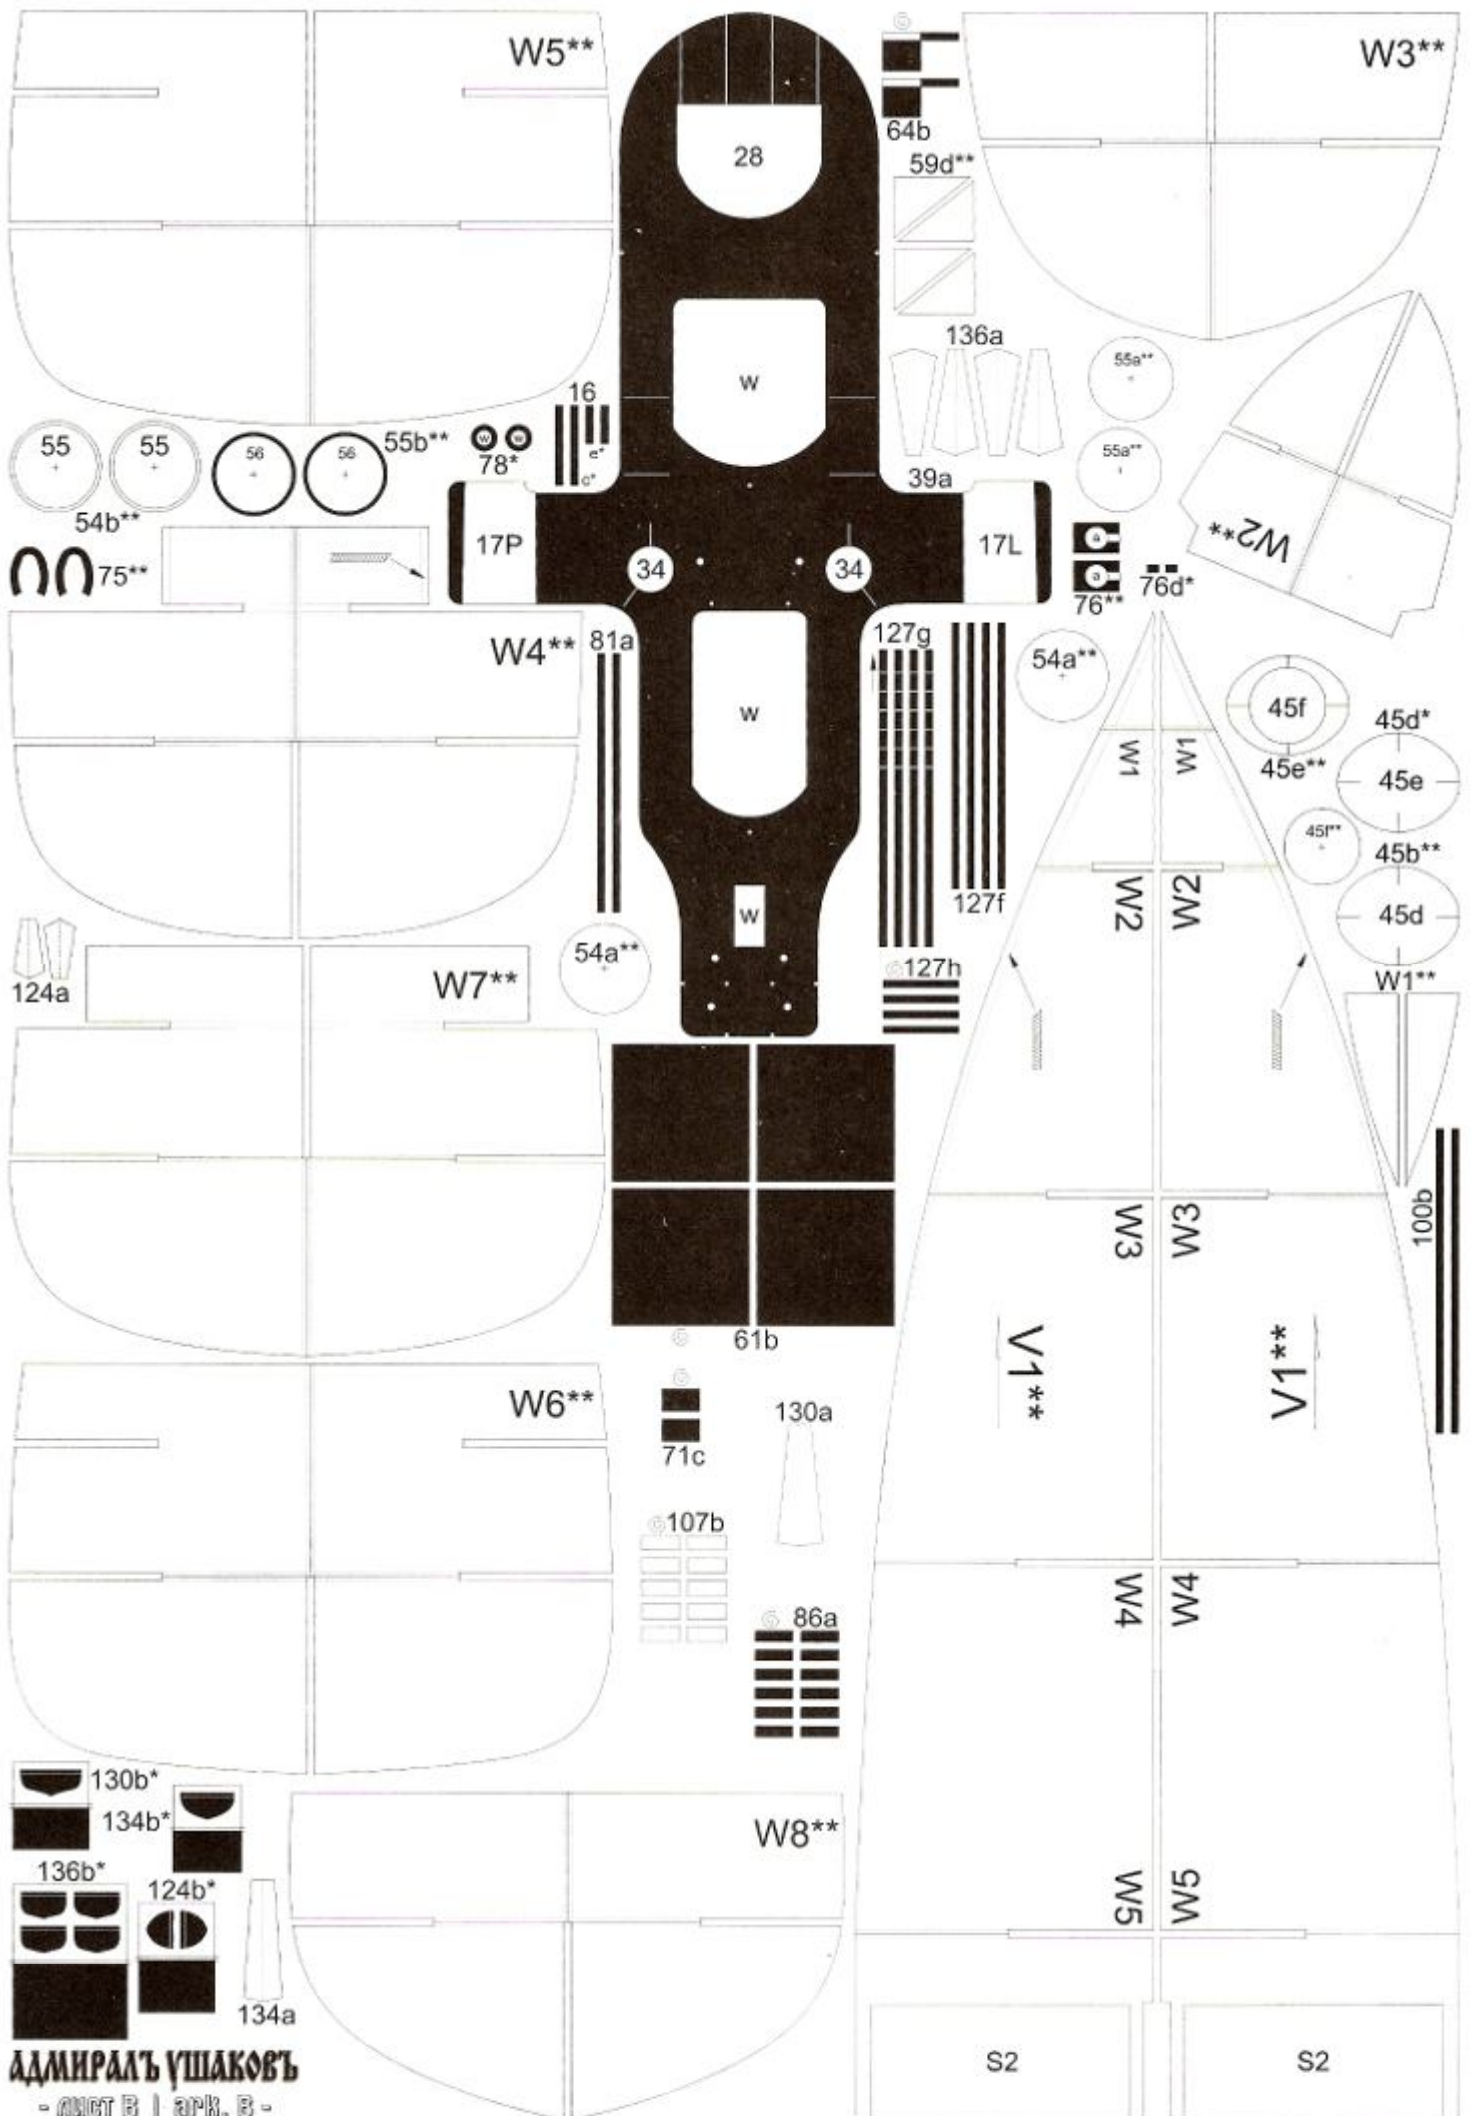 W5**
28
64b
W3**
59d**
136a
55a**
W
16
e*
c*
55
55
56
56
55b**
W
W
78*
54b**
39a
55a**
W2**
17P
34
34
17L
a
a
76**
76d*
75**
W4**
81a
127g
54a**
45f
45d*
45e**
45e
W
W1
W1
45f**
45b**
45d
127f
W2
W2
W
54a**
124a
W7**
127h
W1**
100b
W3
W3
61b
V1**
V1**
W6**
71c
130a
107b
86a
W4
W4
130b*
134b*
W8**
136b*
124b*
W5
W5
134a
S2
S2
АДМИРАЛЪ УШАКОВЪ
- ЛИСТ В | ark. B -